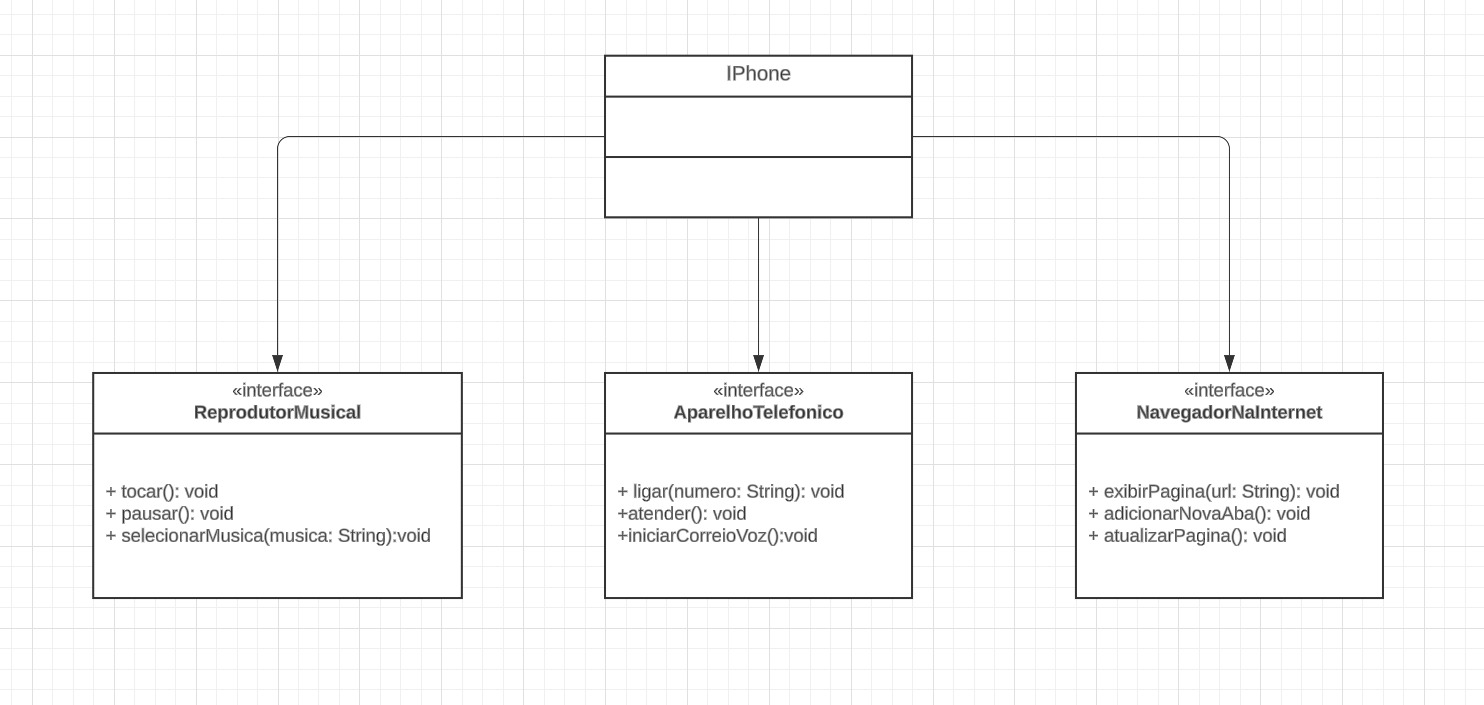 IPhone
«interface»
ReprodutorMusical
+ tocar(): void
+ pausar(): void
+ selecionarMusica(musica: String):void
«interface»
AparelhoTelefonico
+ ligar(numero: String): void
+atender(): void
+iniciarCorreioVoz():void
«interface»
NavegadorNaInternet
+ exibirPagina(url: String): void
+ adicionarNovaAba(): void
+ atualizarPagina(): void